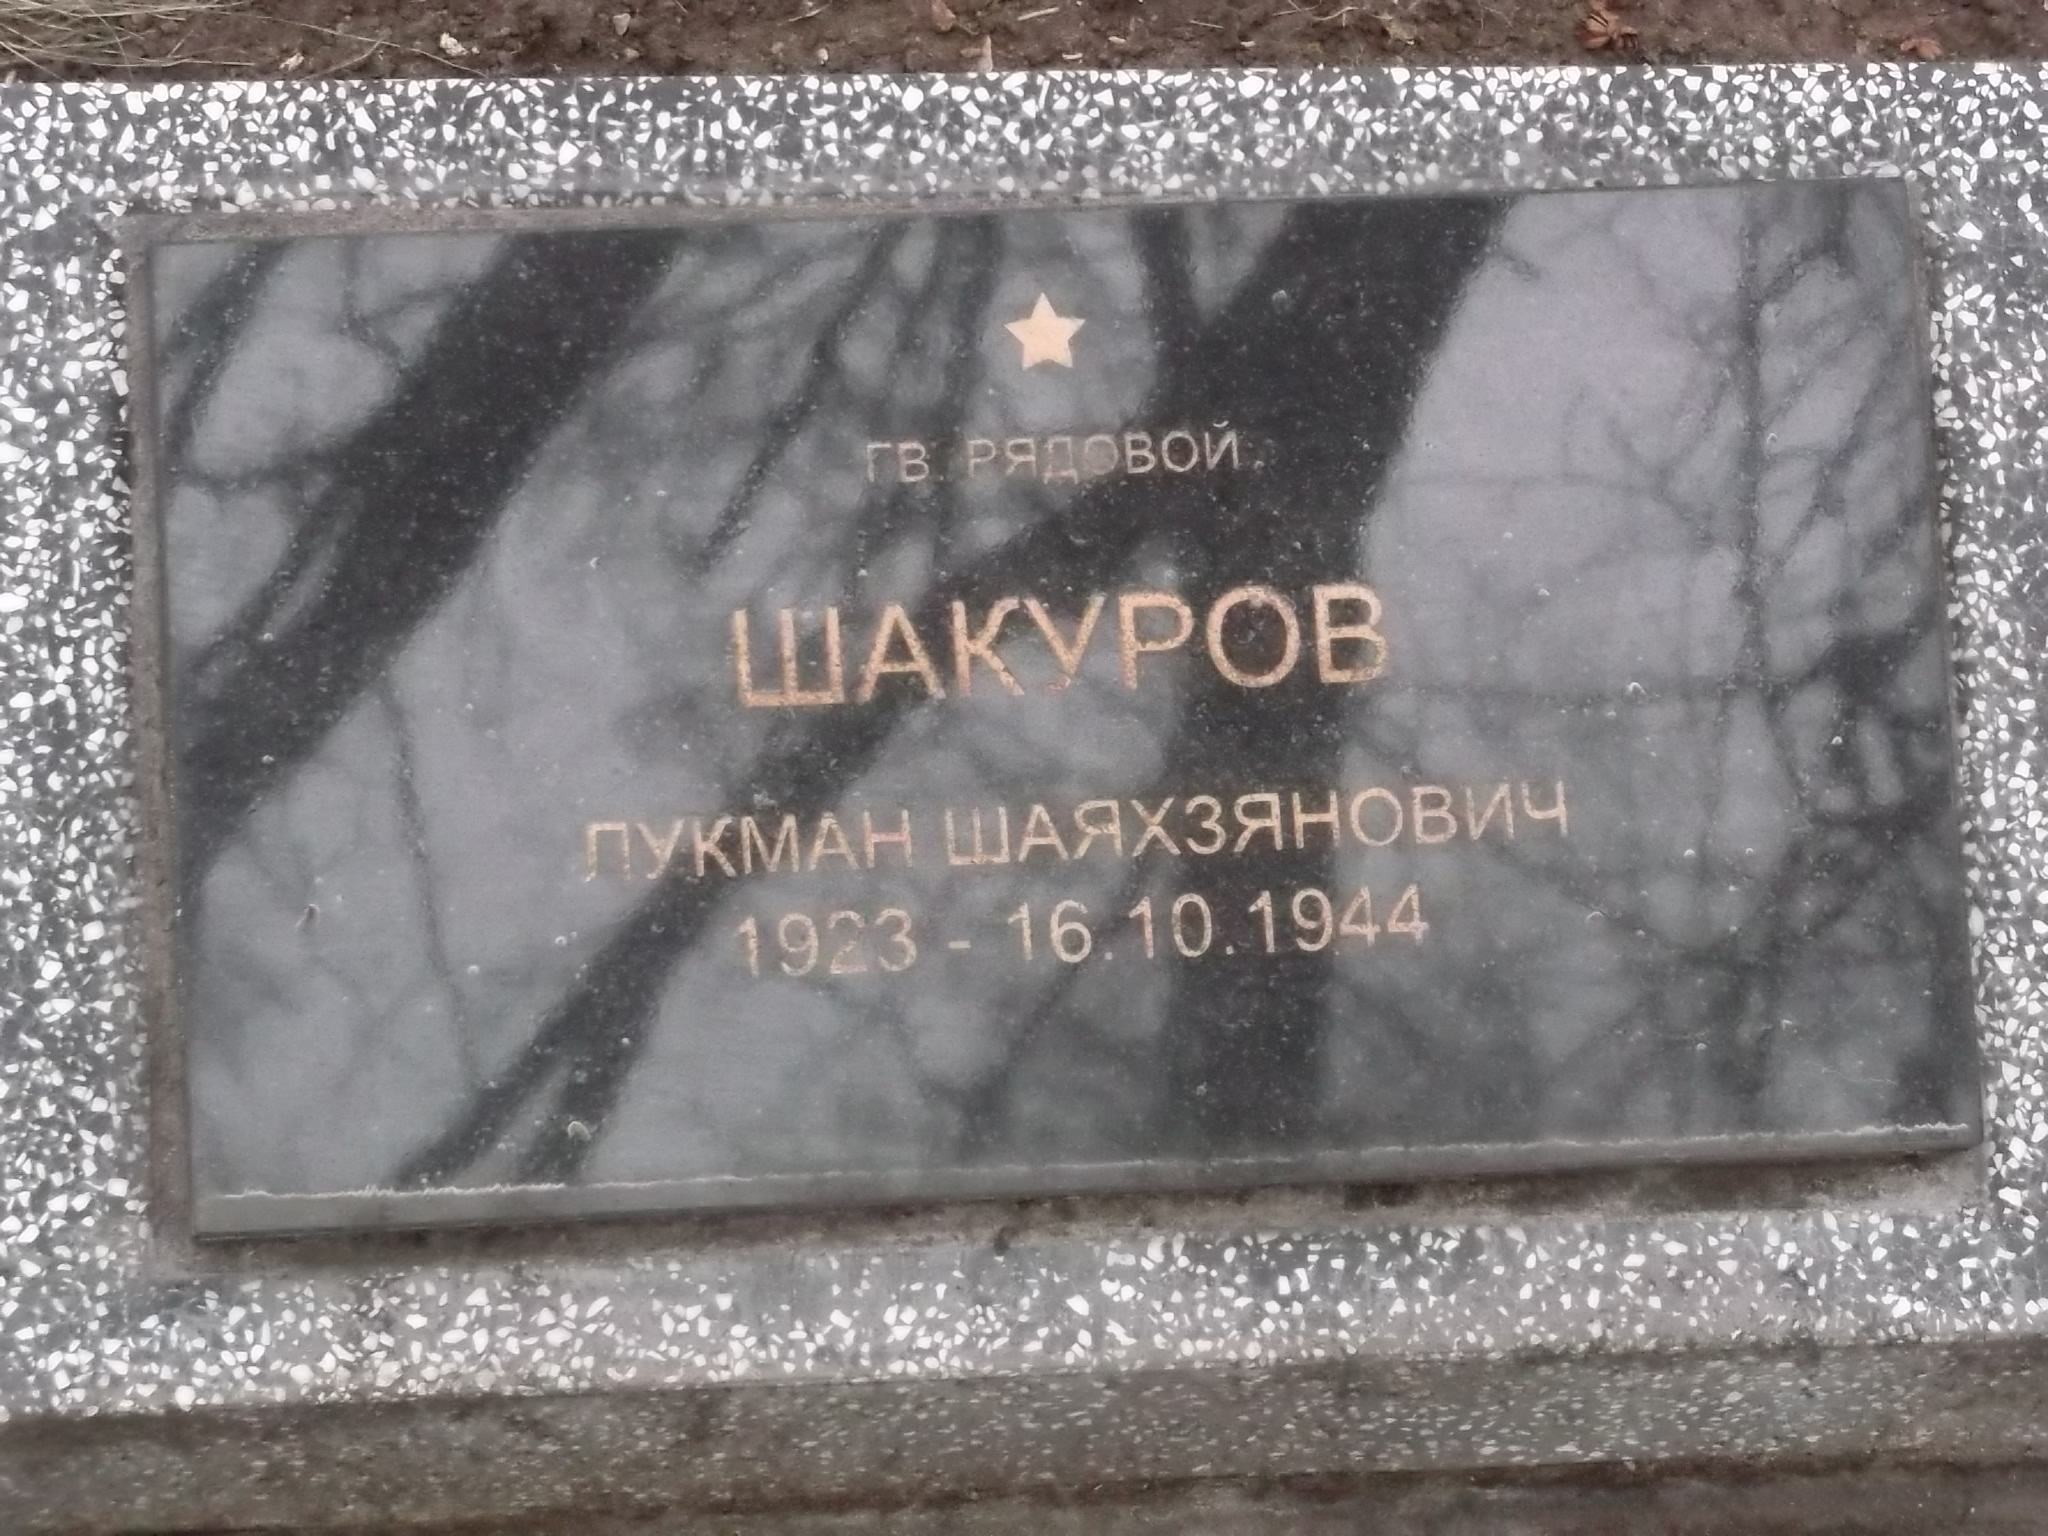 ГВ. РЯДОВОЙ
ШАКУРОВ
ЛУКМАН ШАЯХЗЯНОВИЧ
1923 - 16.10.1944